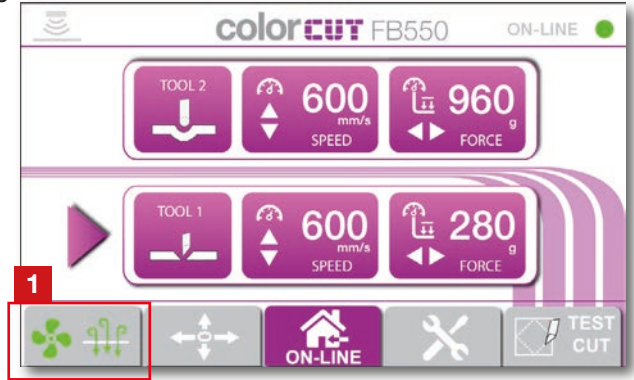 colorcut FB550 ON-LINE
TOOL 2
600
mm/s
SPEED
960
g
FORCE
TOOL 1
600
mm/s
SPEED
280
g
FORCE
1
0
ON-LINE
TEST
CUT